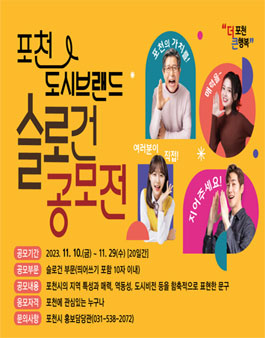 "더 포천
큰 행복"
포천
도시브랜드
슬로건
공모전
포천의 가치를!
매력을~
여러분이
직접!
지어주세요!
공모기간 2023. 11. 10.(금) ~ 11. 29(수) [20일간]
공모부문 슬로건 부문(띄어쓰기 포함 10자 이내)
공모내용 포천시의 지역 특성과 매력, 역동성, 도시비전 등을 함축적으로 표현한 문구
응모자격 포천에 관심있는 누구나
문의사항 포천시 홍보담당관(031-538-2072)